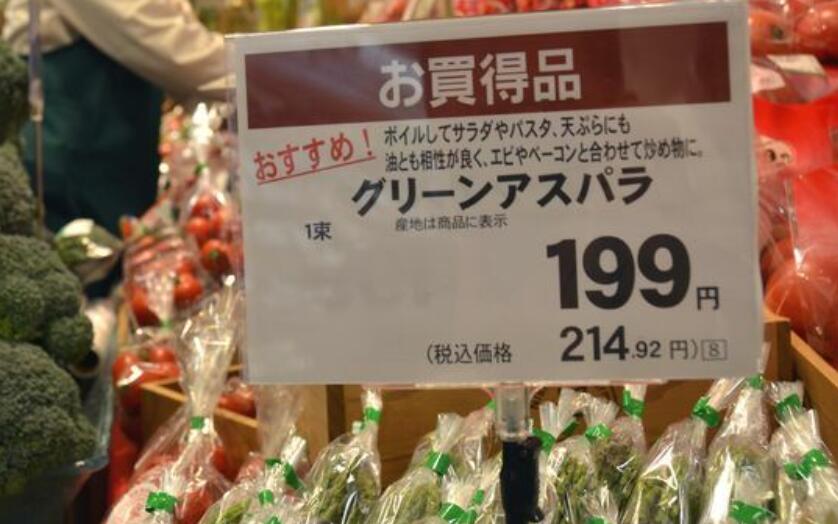 お買得品
おすすめ！
ボイルしてサラダやパスタ、天ぷらにも
油とも相性が良く、エビやベーコンと合わせて炒め物に。
グリーンアスパラ
1束 産地は商品に表示
199円
(税込価格 214.92 円) 8